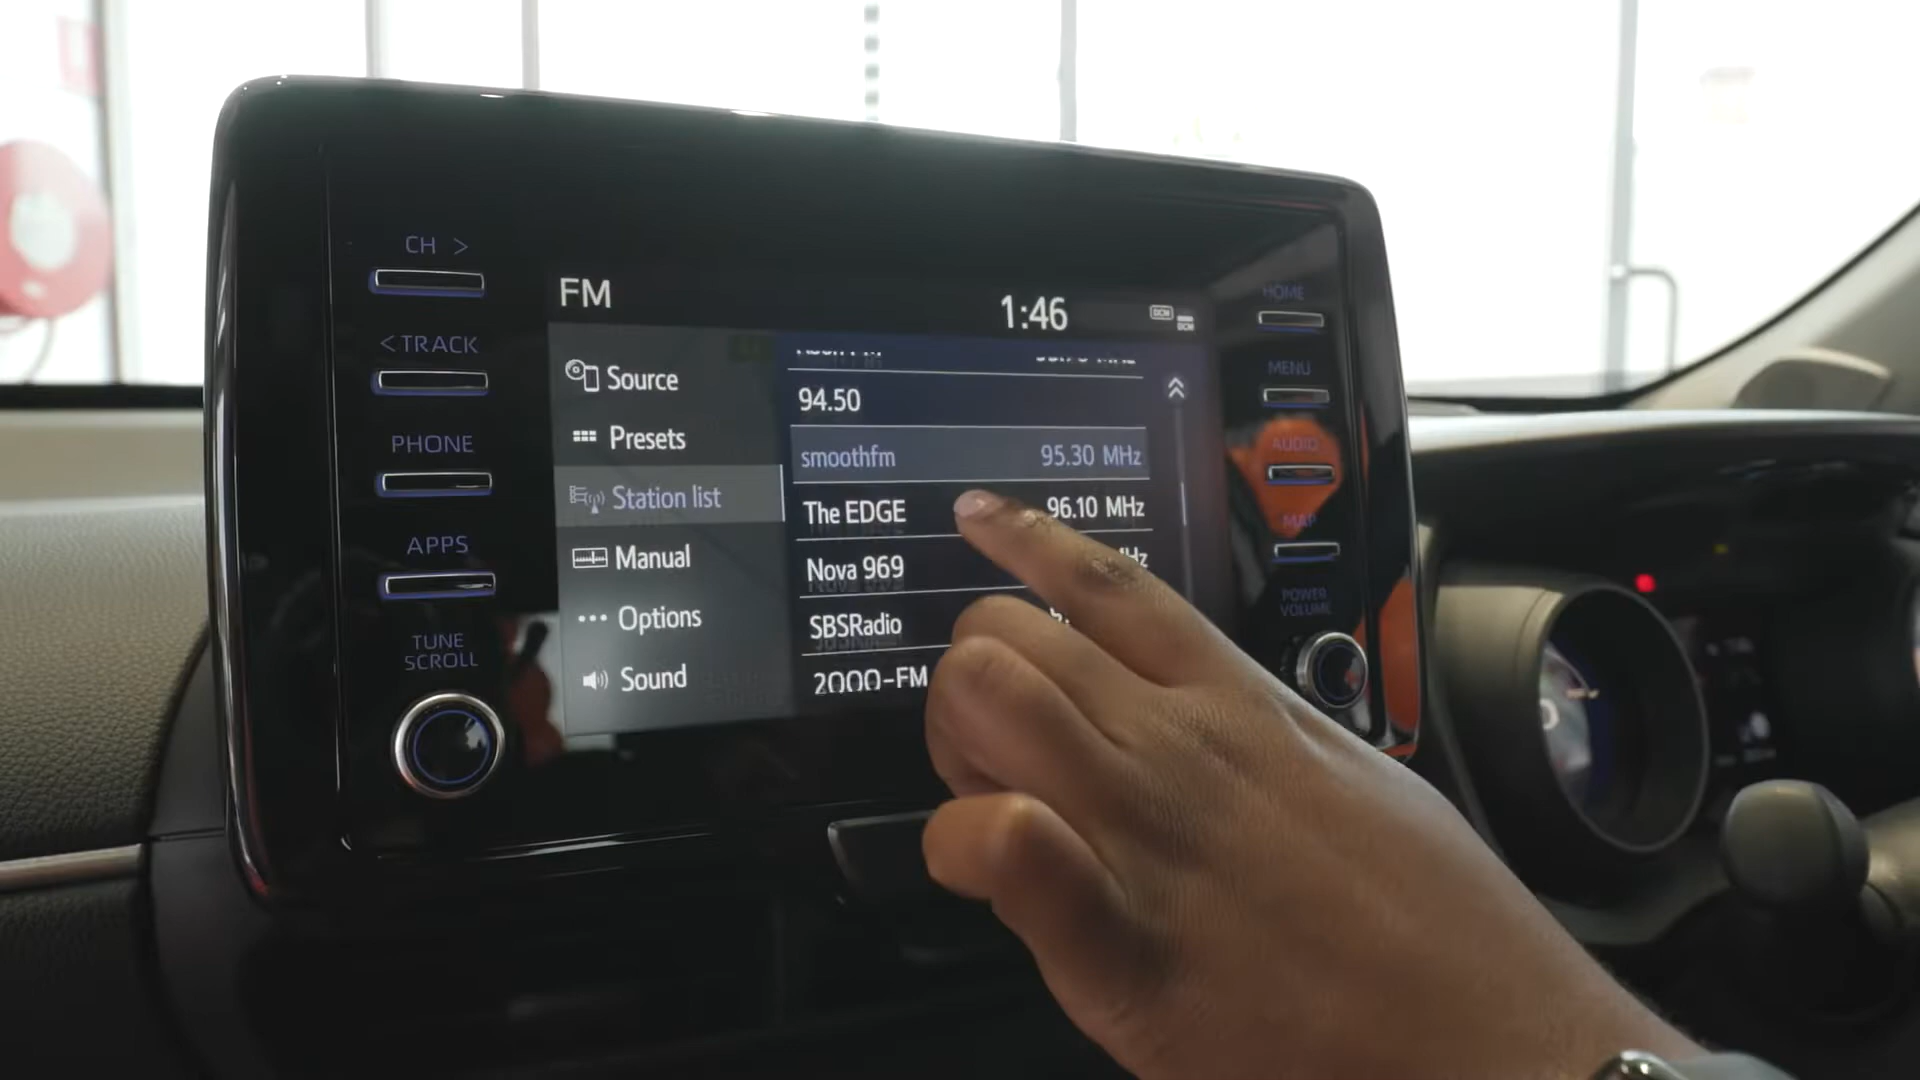 CH >
< TRACK
PHONE
APPS
TUNE
SCROLL
FM
1:46
DCM
DCM
Source
Presets
Station list
Manual
Options
Sound
94.50
smoothfm 95.30 MHz
The EDGE 96.10 MHz
Nova 969
SBSRadio
2000-FM
HOME
MENU
AUDIO
MAP
POWER
VOLUME